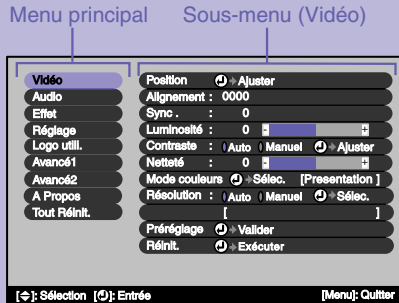 Menu principal
Sous-menu (Vidéo)
Vidéo
Audio
Effet
Réglage
Logo utili.
Avancé1
Avancé2
A Propos
Tout Réinit.
Position Ajuster
Alignement : 0000
Sync . : 0
Luminosité : 0 - +
Contraste : Auto Manuel Ajuster
Netteté : 0 - +
Mode couleurs Sélec. [Presentation ]
Résolution : Auto Manuel Sélec.
[ ]
Préréglage Valider
Réinit. Exécuter
[ ]: Sélection [ ]: Entrée [Menu]: Quitter